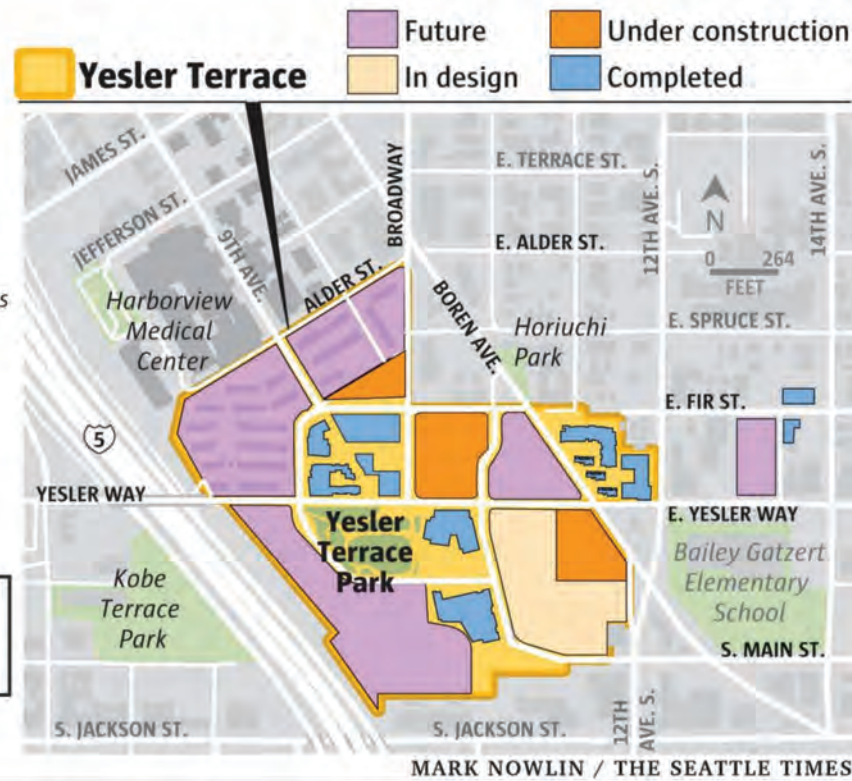 Future
Under construction
Yesler Terrace
In design
Completed
JAMES ST.
JEFFERSON ST.
9TH AVE.
ALDER ST.
BROADWAY
E. TERRACE ST.
E. ALDER ST.
BOREN AVE.
12TH AVE. S.
14TH AVE. S.
N
0 264
FEET
Harborview
Medical
Center
Horiuchi
Park
E. SPRUCE ST.
E. FIR ST.
5
YESLER WAY
E. YESLER WAY
Yesler
Terrace
Park
Kobe
Terrace
Park
Bailey Gatzert
Elementary
School
S. MAIN ST.
S. JACKSON ST.
S. JACKSON ST.
12TH
AVE. S.
MARK NOWLIN / THE SEATTLE TIMES